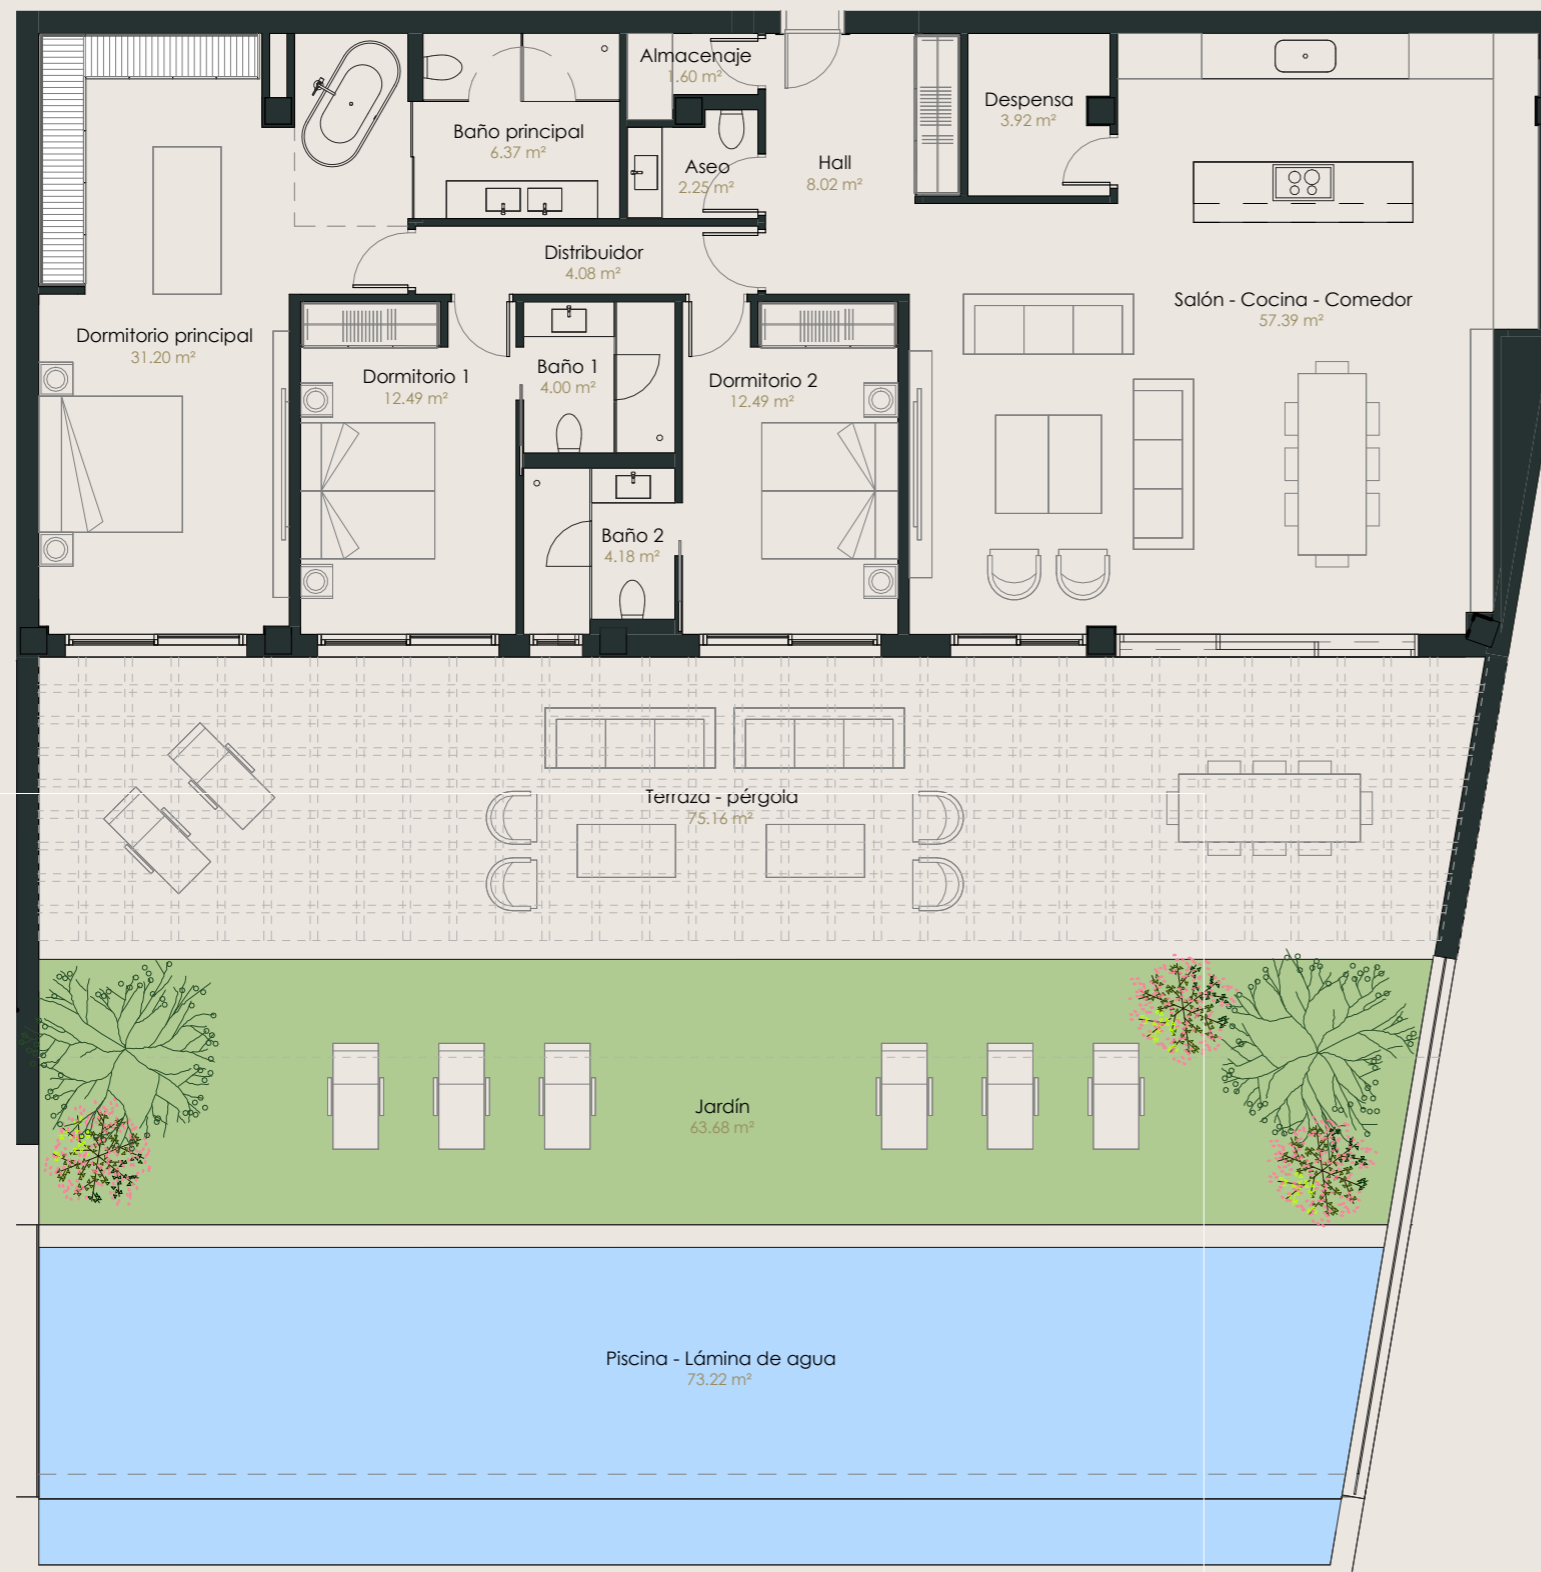 Almacenaje
1.60 m²
Despensa
3.92 m²
Baño principal
6.37 m²
Aseo
2.25 m²
Hall
8.02 m²
Distribuidor
4.08 m²
Salón - Cocina - Comedor
57.39 m²
Dormitorio principal
31.20 m²
Dormitorio 1
12.49 m²
Baño 1
4.00 m²
Dormitorio 2
12.49 m²
Baño 2
4.18 m²
Terraza - pérgola
75.16 m²
Jardín
63.68 m²
Piscina - Lámina de agua
73.22 m²